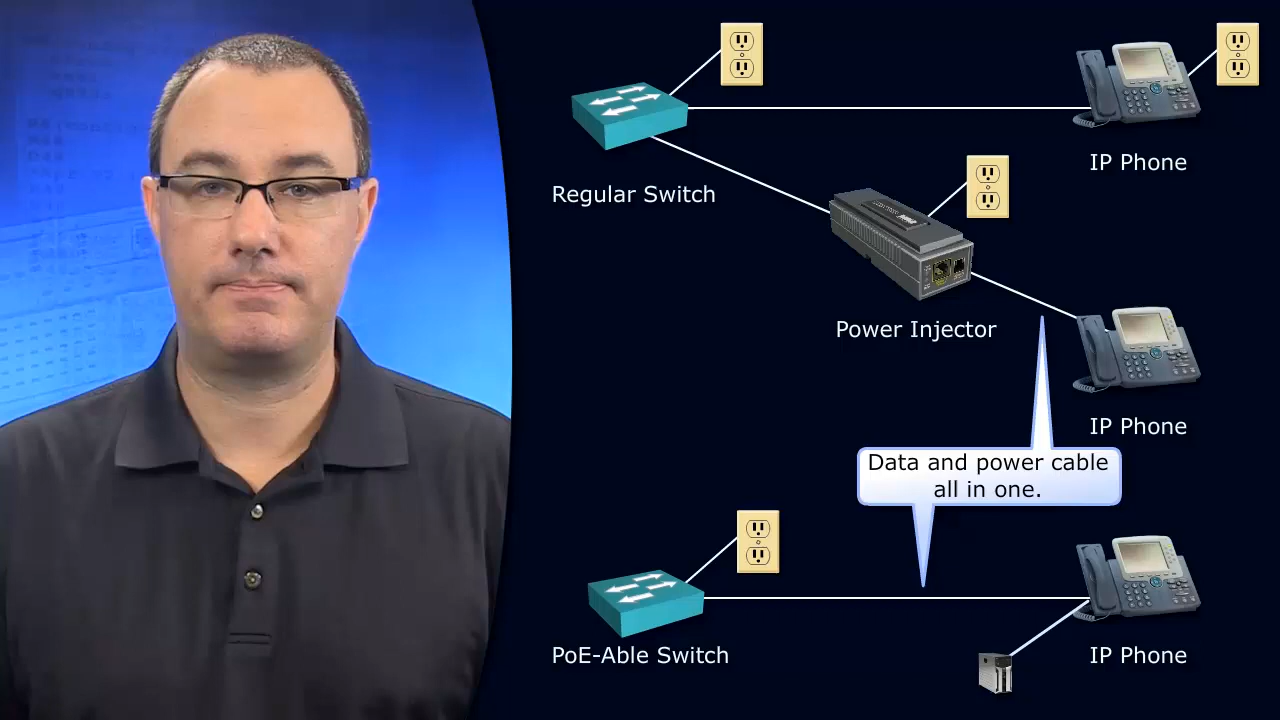 IP Phone
Regular Switch
Power Injector
IP Phone
Data and power cable
all in one.
PoE-Able Switch
IP Phone